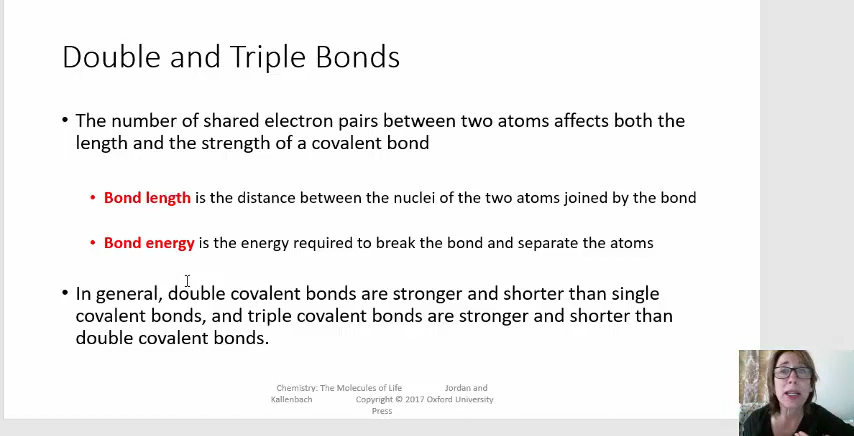 Double and Triple Bonds
• The number of shared electron pairs between two atoms affects both the
length and the strength of a covalent bond
• Bond length is the distance between the nuclei of the two atoms joined by the bond
• Bond energy is the energy required to break the bond and separate the atoms
• In general, double covalent bonds are stronger and shorter than single
covalent bonds, and triple covalent bonds are stronger and shorter than
double covalent bonds.
Chemistry: The Molecules of Life Jordan and
Kallenbach Copyright © 2017 Oxford University
Press